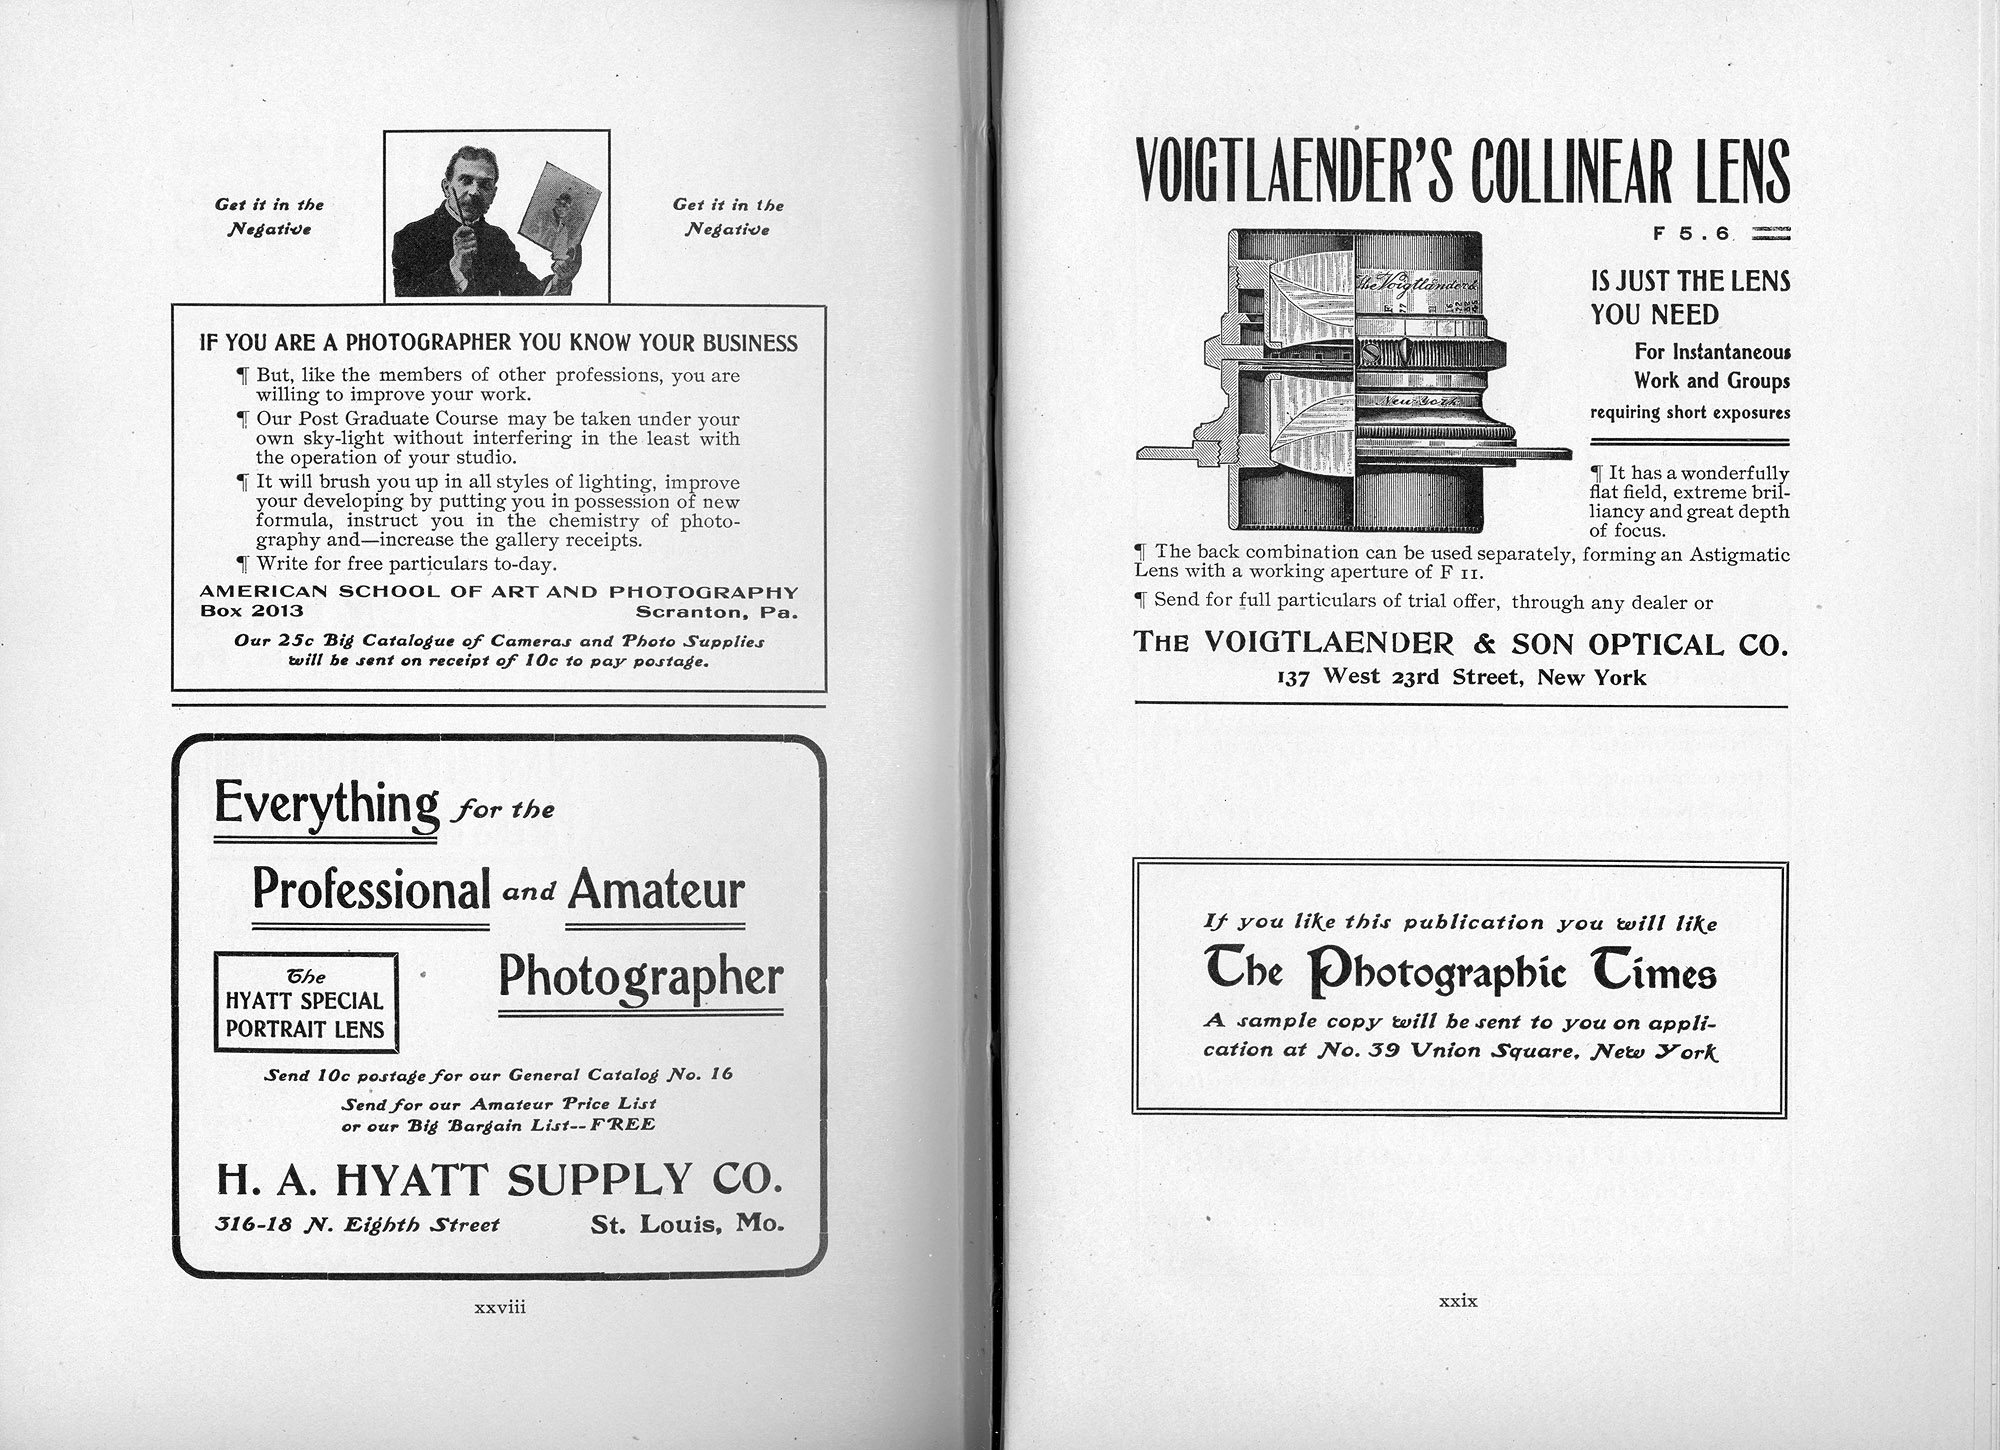 Get it in the
Negative
Get it in the
Negative
IF YOU ARE A PHOTOGRAPHER YOU KNOW YOUR BUSINESS
¶ But, like the members of other professions, you are
willing to improve your work.
¶ Our Post Graduate Course may be taken under your
own sky-light without interfering in the least with
the operation of your studio.
¶ It will brush you up in all styles of lighting, improve
your developing by putting you in possession of new
formula, instruct you in the chemistry of photo-
graphy and—increase the gallery receipts.
¶ Write for free particulars to-day.
AMERICAN SCHOOL OF ART AND PHOTOGRAPHY
Box 2013 Scranton, Pa.
Our 25c Big Catalogue of Cameras and Photo Supplies
will be sent on receipt of 10c to pay postage.
Everything for the
Professional and Amateur
Photographer
The
HYATT SPECIAL
PORTRAIT LENS
Send 10c postage for our General Catalog No. 16
Send for our Amateur Price List
or our Big Bargain List--FREE
H. A. HYATT SUPPLY CO.
316-18 N. Eighth Street St. Louis, Mo.
xxviii
VOIGTLAENDER'S COLLINEAR LENS
F 5.6
The Voigtländer &
New York
IS JUST THE LENS
YOU NEED
For Instantaneous
Work and Groups
requiring short exposures
¶ It has a wonderfully
flat field, extreme bril-
liancy and great depth
of focus.
¶ The back combination can be used separately, forming an Astigmatic
Lens with a working aperture of F 11.
¶ Send for full particulars of trial offer, through any dealer or
THE VOIGTLAENDER & SON OPTICAL CO.
137 West 23rd Street, New York
If you like this publication you will like
The Photographic Times
A sample copy will be sent to you on appli-
cation at No. 39 Union Square, New York
xxix